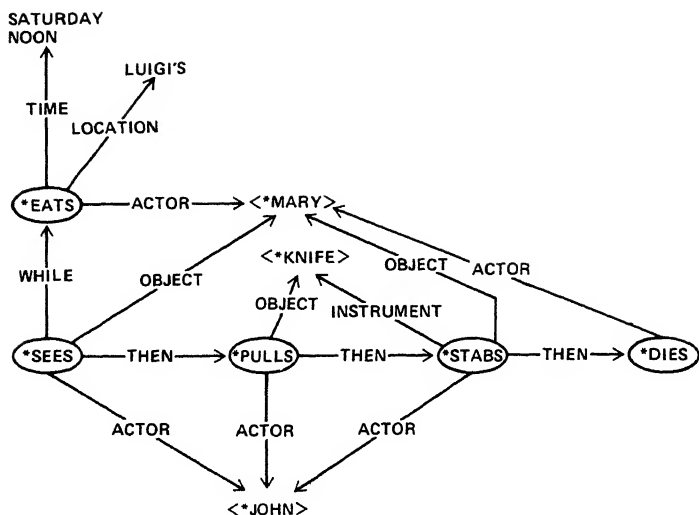 SATURDAY
NOON
LUIGI'S
TIME
LOCATION
*EATS
ACTOR
<*MARY>
<*KNIFE>
WHILE
OBJECT
OBJECT
ACTOR
OBJECT
INSTRUMENT
*SEES
THEN
*PULLS
THEN
*STABS
THEN
*DIES
ACTOR
ACTOR
ACTOR
<*JOHN>